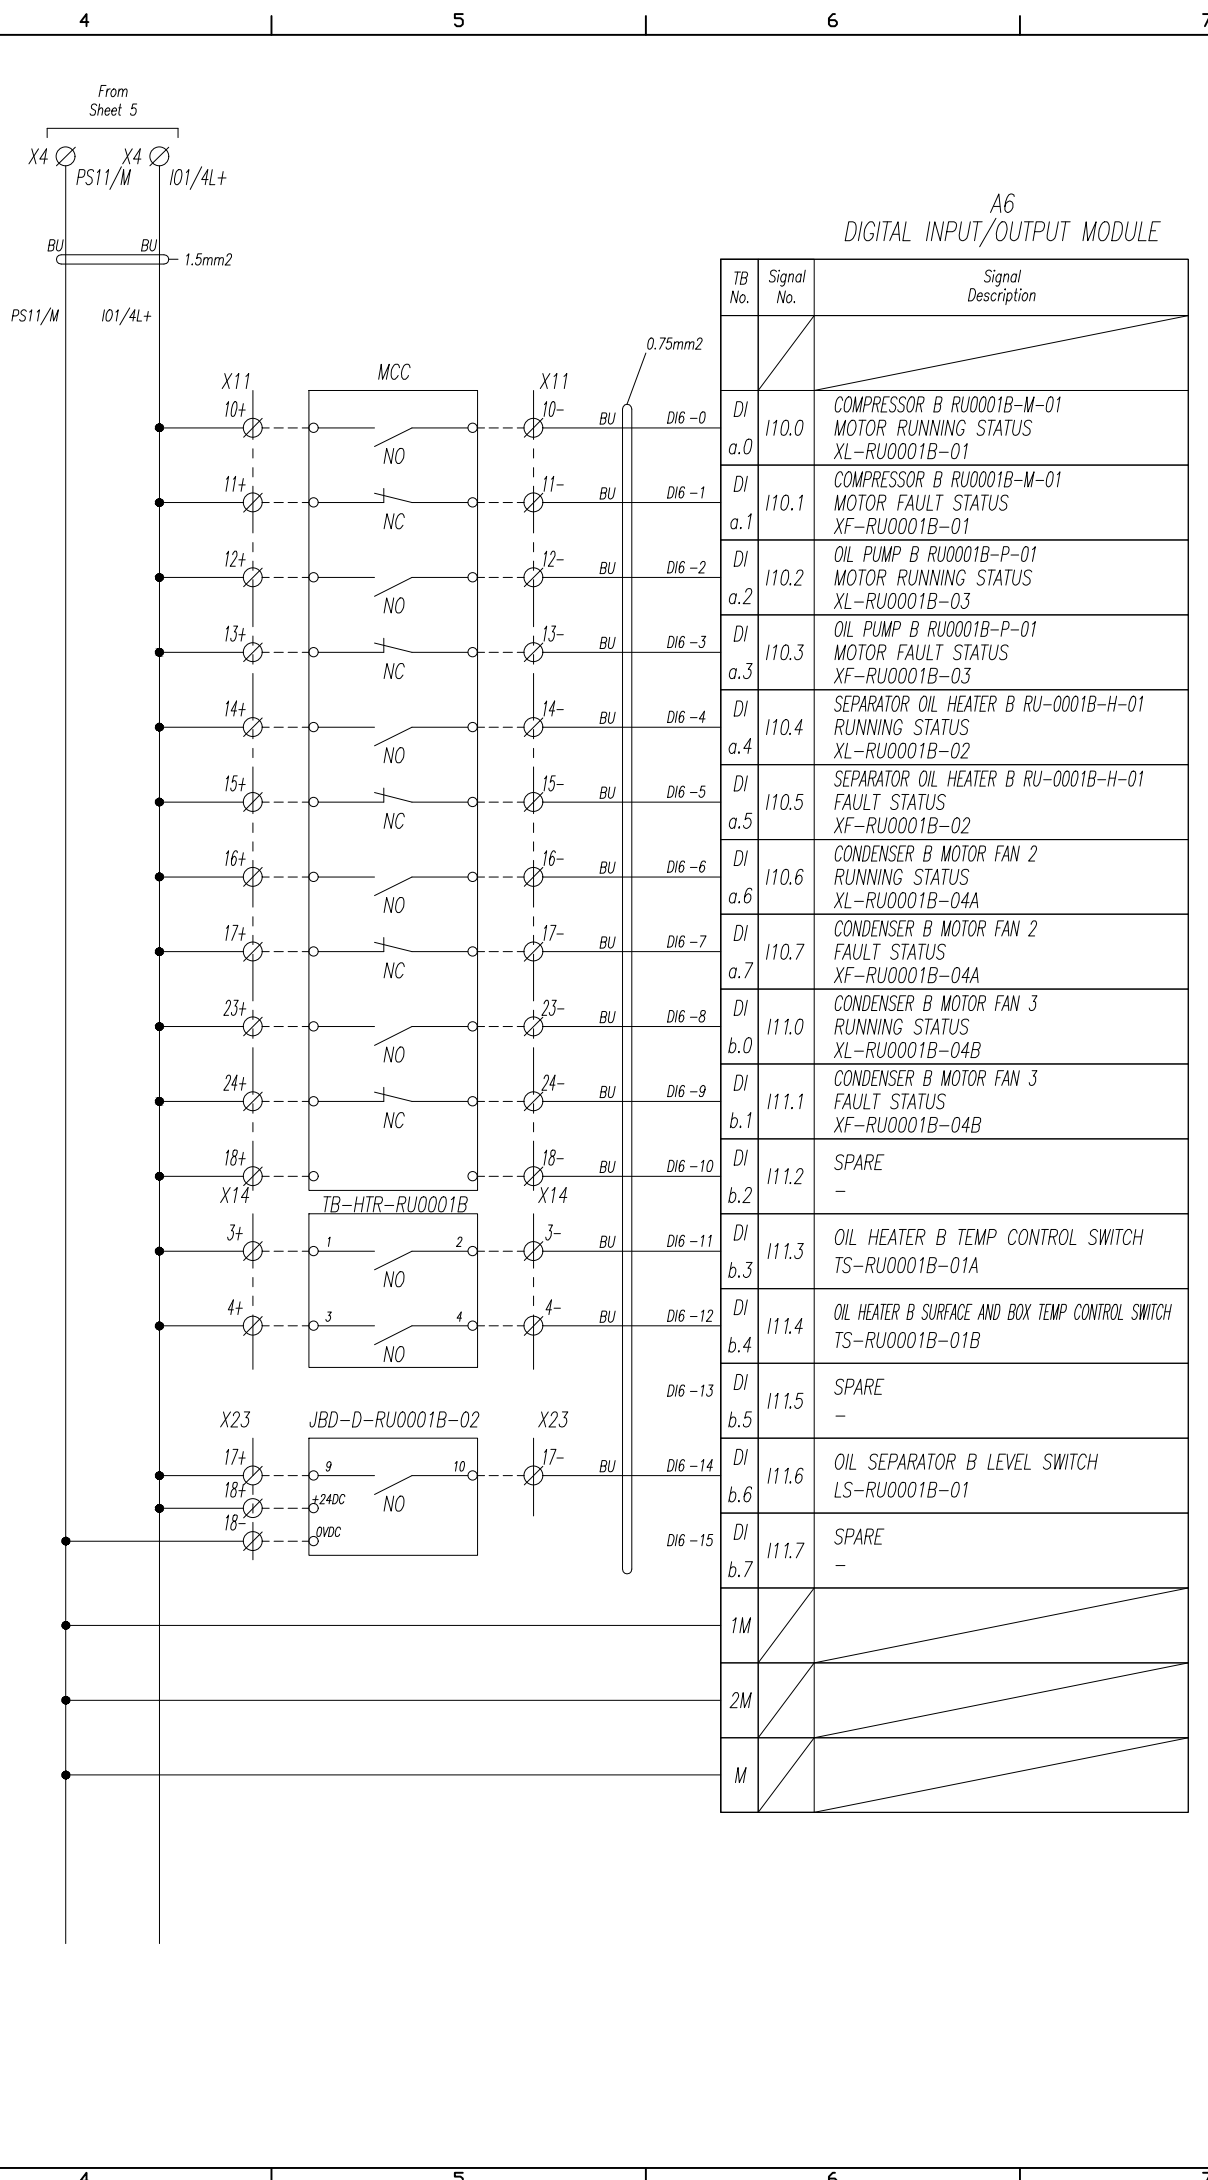 4 5 6 7
From
Sheet 5
X4 X4
PS11/M I01/4L+
BU BU
1.5mm2
PS11/M I01/4L+
A6
DIGITAL INPUT/OUTPUT MODULE
TB No. Signal No. Signal Description
0.75mm2
X11 MCC X11
10+ NO 10- BU DI6 -0 DI a.0 I10.0
COMPRESSOR B RU0001B-M-01
MOTOR RUNNING STATUS
XL-RU0001B-01
11+ NC 11- BU DI6 -1 DI a.1 I10.1
COMPRESSOR B RU0001B-M-01
MOTOR FAULT STATUS
XF-RU0001B-01
12+ NO 12- BU DI6 -2 DI a.2 I10.2
OIL PUMP B RU0001B-P-01
MOTOR RUNNING STATUS
XL-RU0001B-03
13+ NC 13- BU DI6 -3 DI a.3 I10.3
OIL PUMP B RU0001B-P-01
MOTOR FAULT STATUS
XF-RU0001B-03
14+ NO 14- BU DI6 -4 DI a.4 I10.4
SEPARATOR OIL HEATER B RU-0001B-H-01
RUNNING STATUS
XL-RU0001B-02
15+ NC 15- BU DI6 -5 DI a.5 I10.5
SEPARATOR OIL HEATER B RU-0001B-H-01
FAULT STATUS
XF-RU0001B-02
16+ NO 16- BU DI6 -6 DI a.6 I10.6
CONDENSER B MOTOR FAN 2
RUNNING STATUS
XL-RU0001B-04A
17+ NC 17- BU DI6 -7 DI a.7 I10.7
CONDENSER B MOTOR FAN 2
FAULT STATUS
XF-RU0001B-04A
23+ NO 23- BU DI6 -8 DI b.0 I11.0
CONDENSER B MOTOR FAN 3
RUNNING STATUS
XL-RU0001B-04B
24+ NC 24- BU DI6 -9 DI b.1 I11.1
CONDENSER B MOTOR FAN 3
FAULT STATUS
XF-RU0001B-04B
18+ 18- BU DI6 -10 DI b.2 I11.2
SPARE
-
X14 TB-HTR-RU0001B X14
3+ 1 NO 2 3- BU DI6 -11 DI b.3 I11.3
OIL HEATER B TEMP CONTROL SWITCH
TS-RU0001B-01A
4+ 3 NO 4 4- BU DI6 -12 DI b.4 I11.4
OIL HEATER B SURFACE AND BOX TEMP CONTROL SWITCH
TS-RU0001B-01B
DI6 -13 DI b.5 I11.5
SPARE
-
X23 JBD-D-RU0001B-02 X23
17+ 9 NO 10 17- BU DI6 -14 DI b.6 I11.6
OIL SEPARATOR B LEVEL SWITCH
LS-RU0001B-01
18+ +24DC
18- 0VDC
DI6 -15 DI b.7 I11.7
SPARE
-
1M
2M
M
4 5 6 7